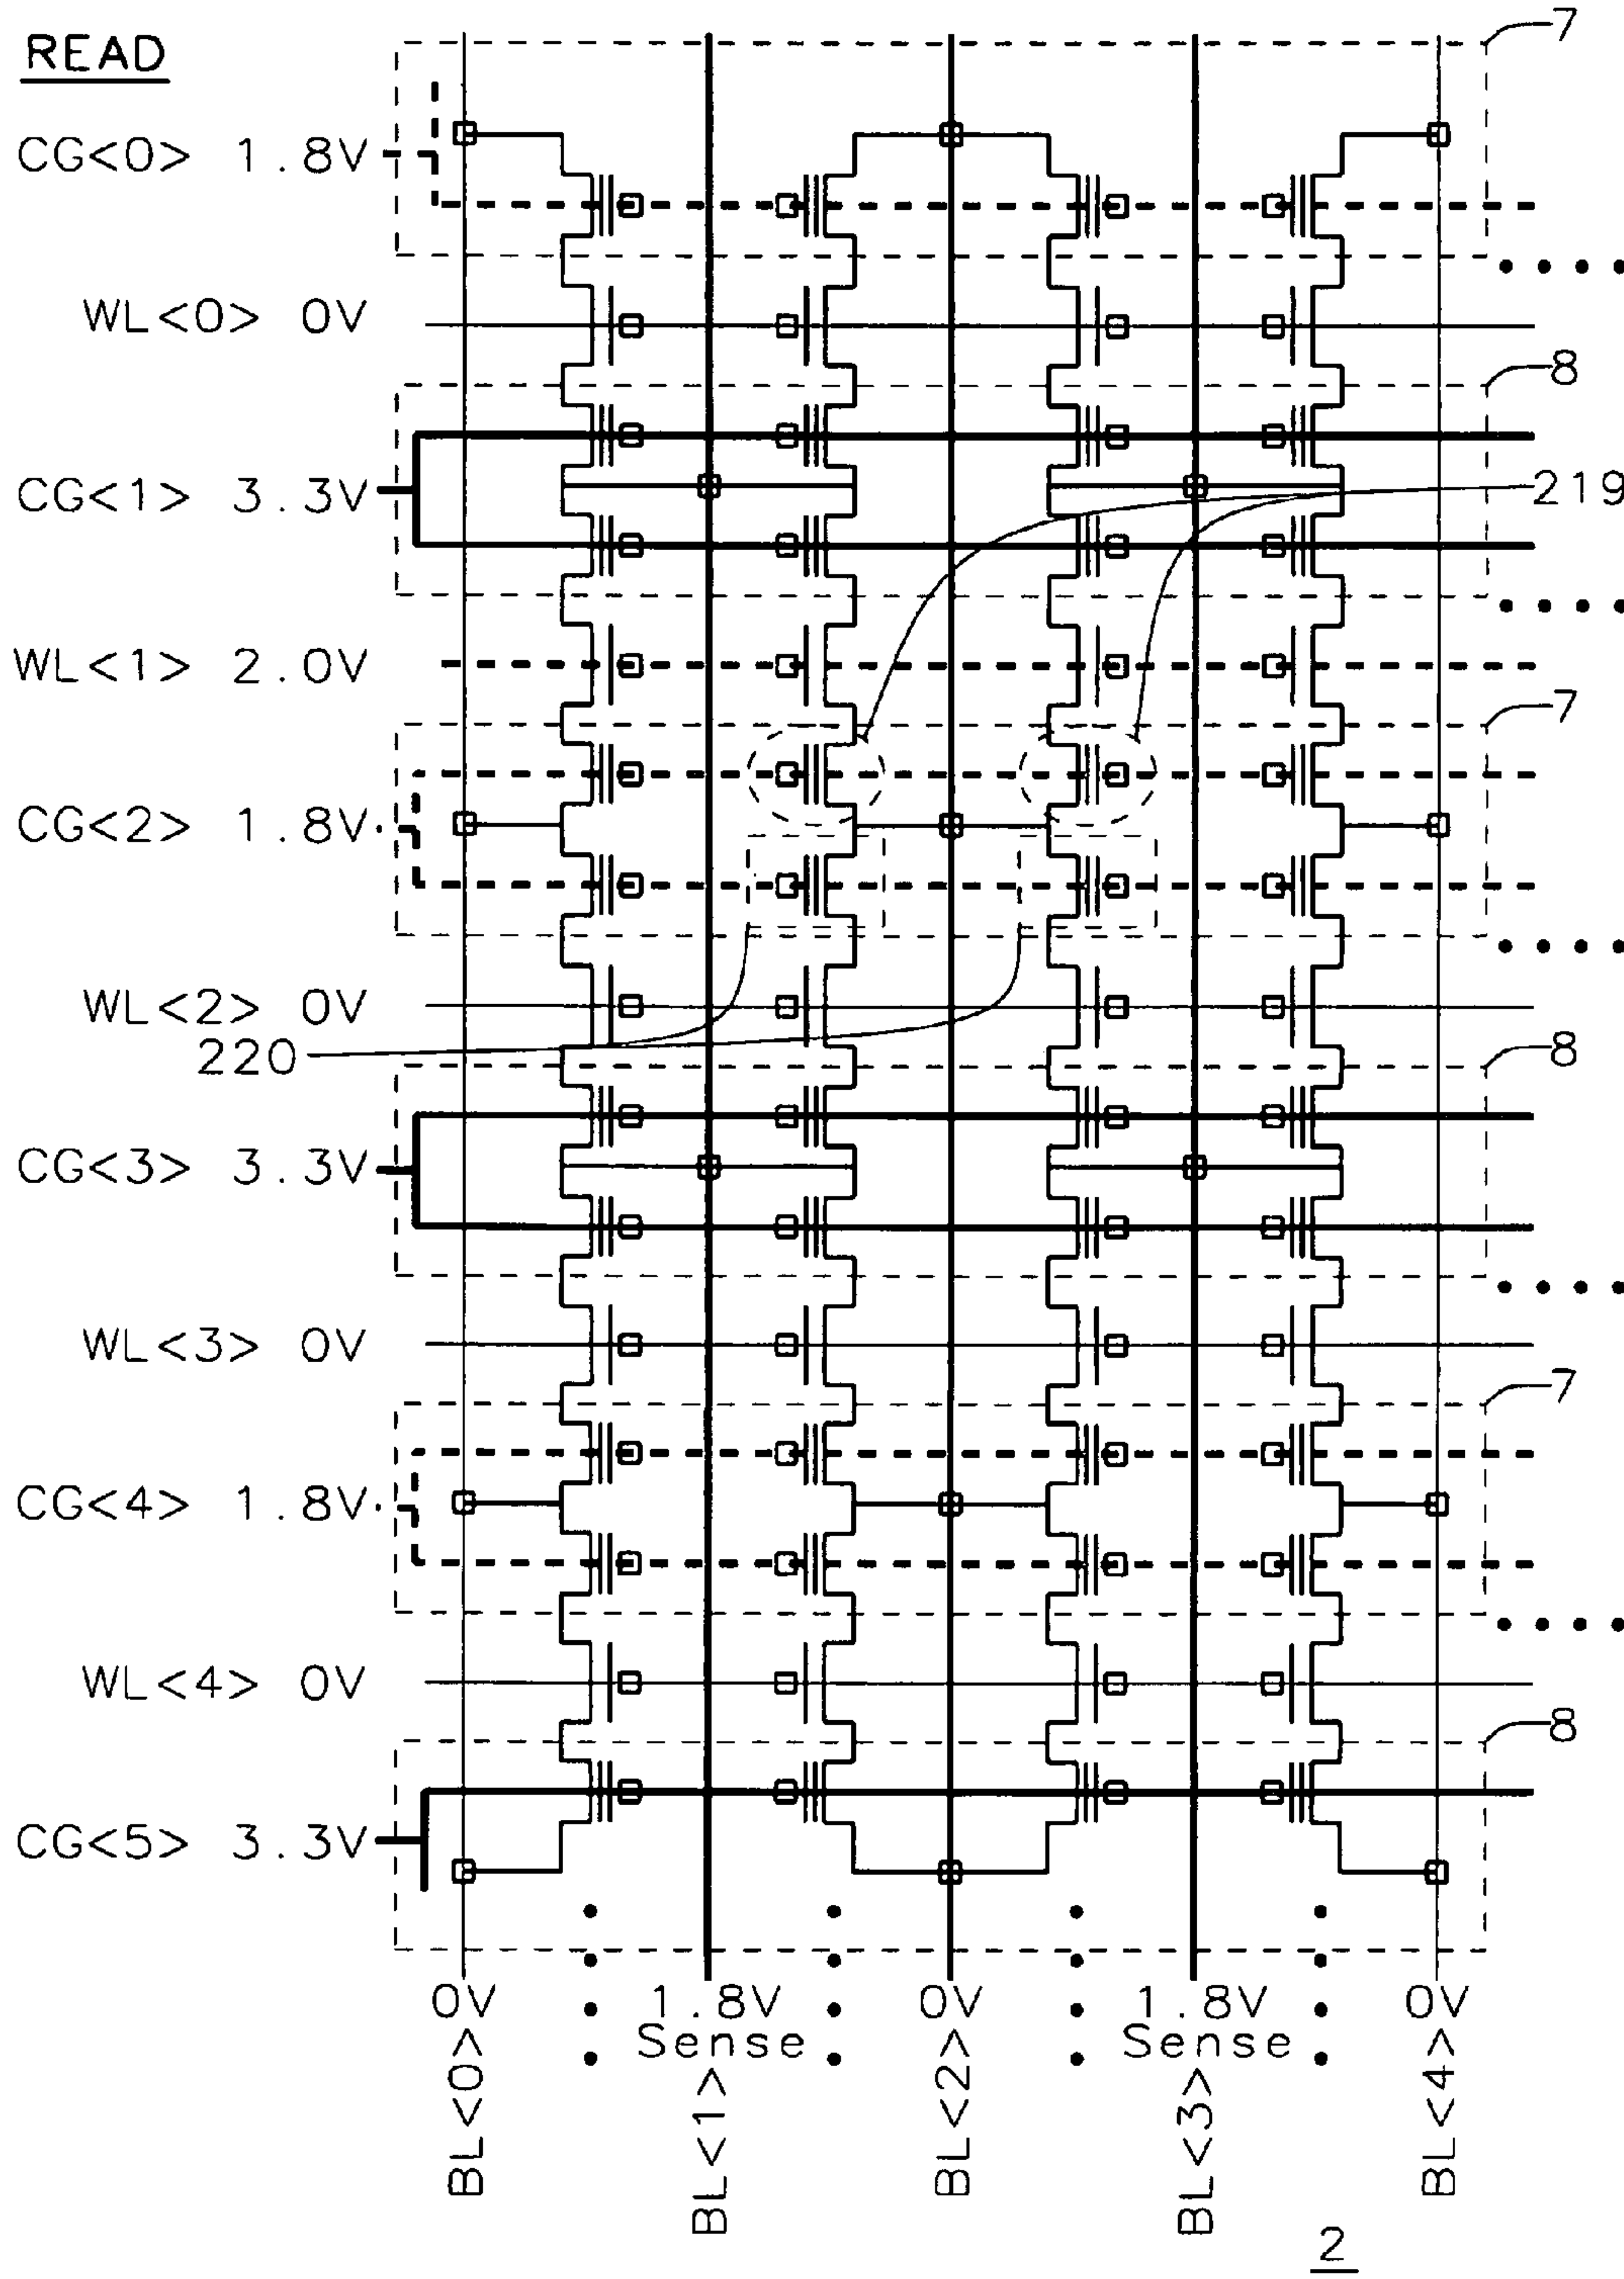 READ
7
CG<0> 1.8V
WL<0> 0V
8
CG<1> 3.3V
219
WL<1> 2.0V
7
CG<2> 1.8V
WL<2> 0V
220
8
CG<3> 3.3V
WL<3> 0V
7
CG<4> 1.8V
WL<4> 0V
8
CG<5> 3.3V
0V 1.8V 0V 1.8V 0V
Sense Sense
BL<0> BL<1> BL<2> BL<3> BL<4>
2